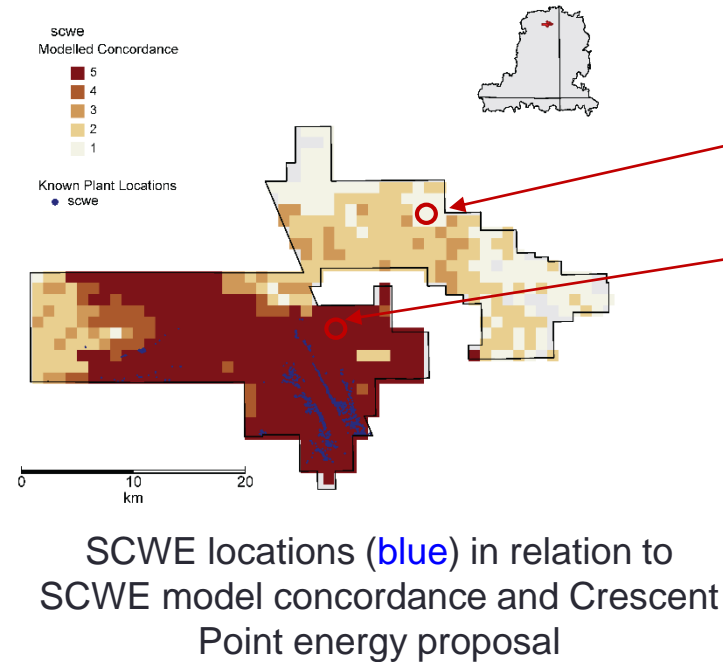 scwe
Modelled Concordance
5
4
3
2
1
Known Plant Locations
scwe
0 10 20
km
SCWE locations (blue) in relation to
SCWE model concordance and Crescent
Point energy proposal